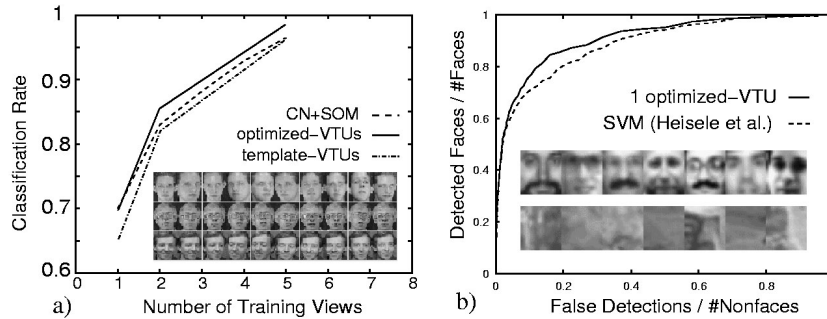 1
0.9
0.8
0.7
0.6
Classification Rate
CN+SOM
optimized-VTUs
template-VTUs
0 1 2 3 4 5 6 7 8
Number of Training Views
a)
1
0.8
0.6
0.4
0.2
0
Detected Faces / #Faces
1 optimized-VTU
SVM (Heisele et al.)
0 0.2 0.4 0.6 0.8
False Detections / #Nonfaces
b)